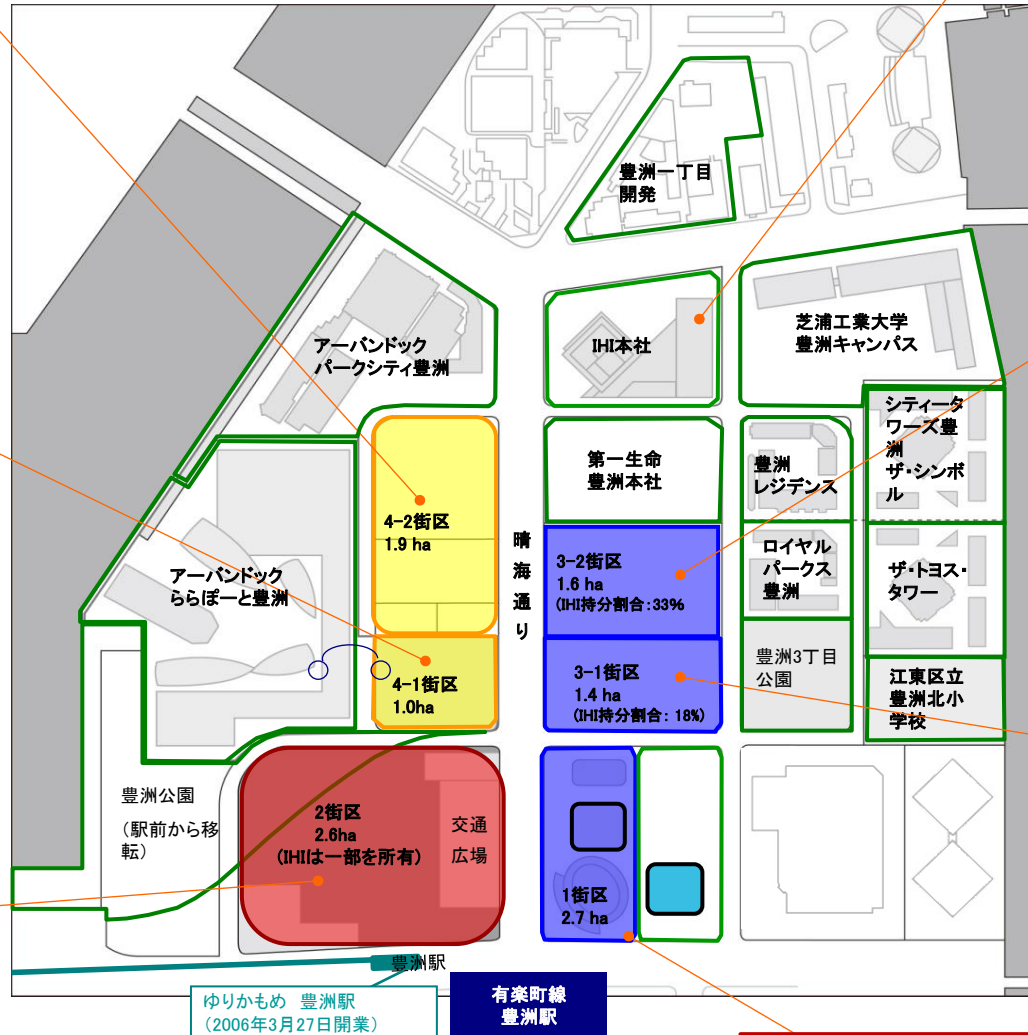 豊洲一丁目
開発
IHI本社
芝浦工業大学
豊洲キャンパス
アーバンドック
パークシティ豊洲
シティータ
ワーズ豊
洲
ザ・シンボ
ル
第一生命
豊洲本社
豊洲
レジデンス
4-2街区
1.9 ha
晴海通り
3-2街区
1.6 ha
(IHI持分割合:33%
ロイヤル
パークス
豊洲
ザ・トヨス・
タワー
アーバンドック
ららぽーと豊洲
4-1街区
1.0ha
3-1街区
1.4 ha
(IHI持分割合: 18%)
豊洲3丁目
公園
江東区立
豊洲北小
学校
豊洲公園
(駅前から移
転)
2街区
2.6ha
(IHIは一部を所有)
交通
広場
1街区
2.7 ha
豊洲駅
ゆりかもめ 豊洲駅
(2006年3月27日開業)
有楽町線
豊洲駅